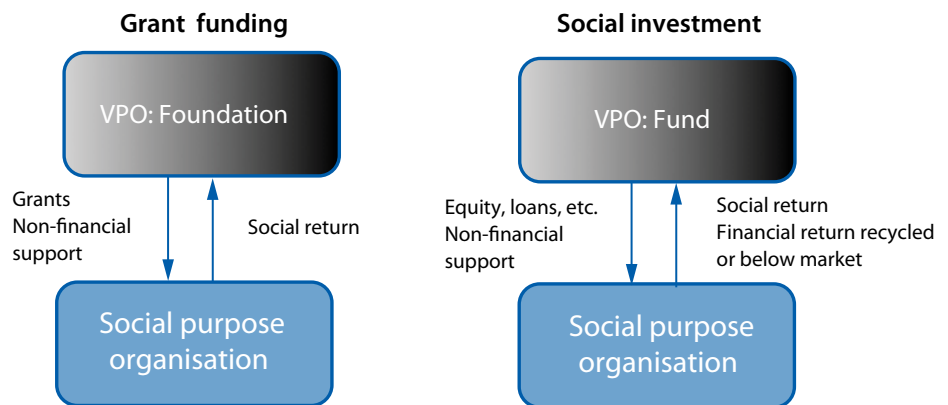 Grant funding
VPO: Foundation
Grants
Non-financial
support
Social return
Social purpose
organisation
Social investment
VPO: Fund
Equity, loans, etc.
Non-financial
support
Social return
Financial return recycled
or below market
Social purpose
organisation